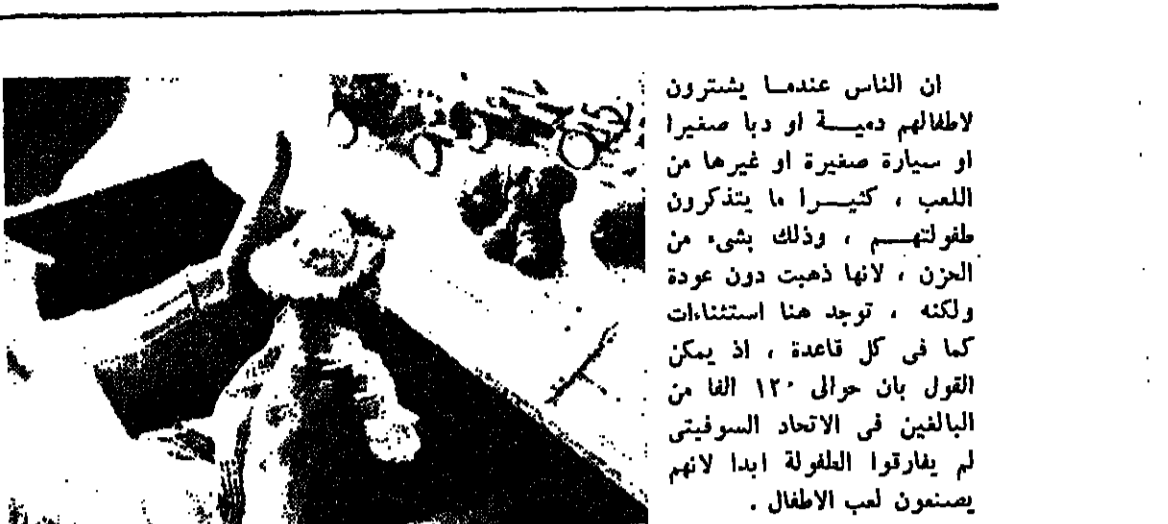 ان الناس عندما يشترون
لاطفالهم دمية او دبا صغيرا
او سيارة صغيرة او غيرها من
اللعب ، كثيرا ما يتذكرون
طفولتهم ، وذلك بشىء من
الحزن ، لانها ذهبت دون عودة
ولكنه ، توجد هنا استثناءات
كما فى كل قاعدة ، اذ يمكن
القول بان حوالى ١٢٠ الفا من
البالغين فى الاتحاد السوفيتى
لم يفارقوا الطفولة ابدا لانهم
يصنعون لعب الاطفال .